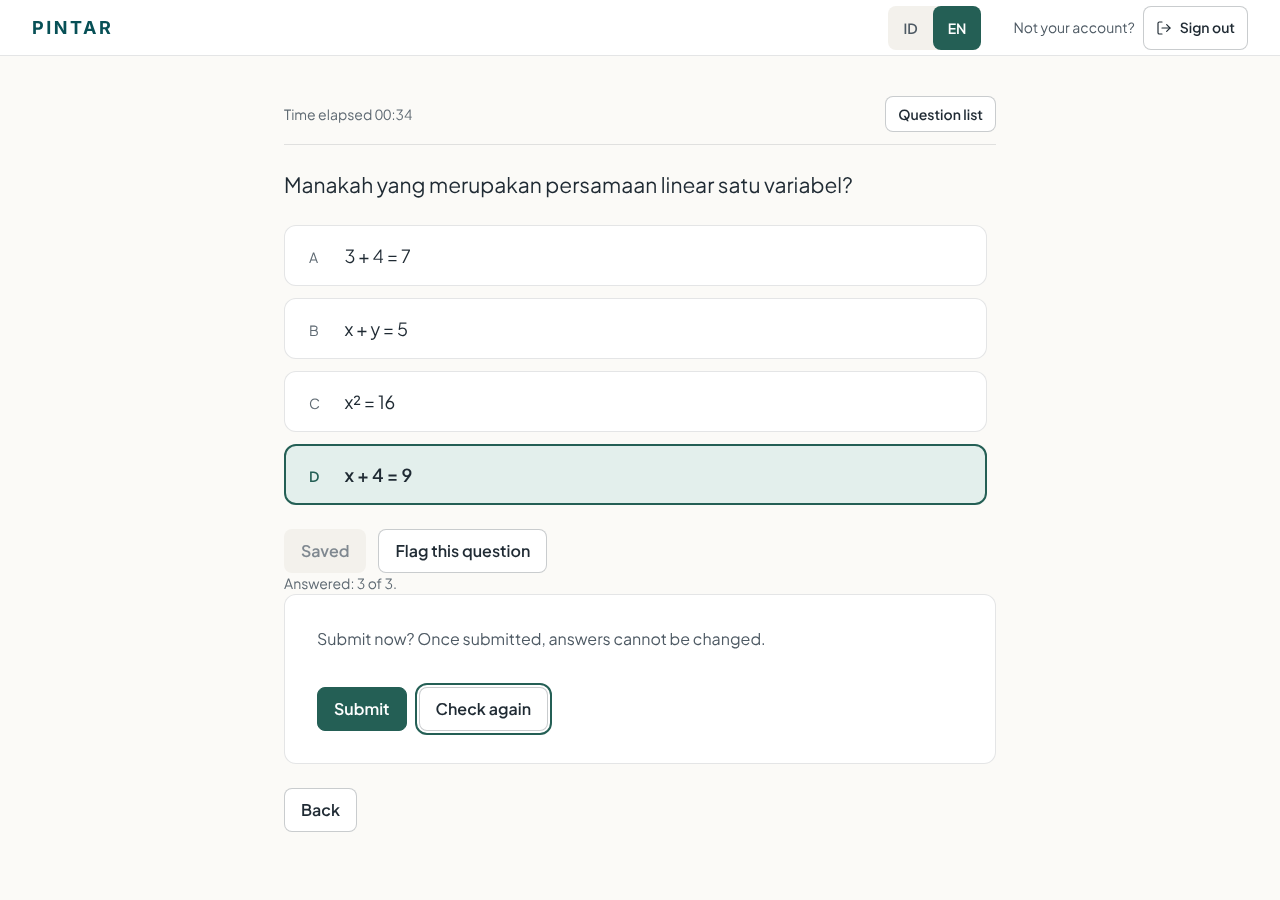 PINTAR
ID EN Not your account? Sign out
Time elapsed 00:34 Question list
Manakah yang merupakan persamaan linear satu variabel?
A 3 + 4 = 7
B x + y = 5
C x² = 16
D x + 4 = 9
Saved Flag this question
Answered: 3 of 3.
Submit now? Once submitted, answers cannot be changed.
Submit Check again
Back